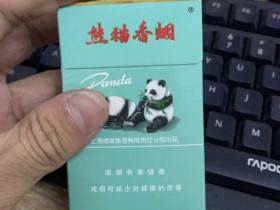 熊猫香烟
®
Panda
上海烟草集团有限责任公司出品
吸烟有害健康
戒烟可减少对健康的危害